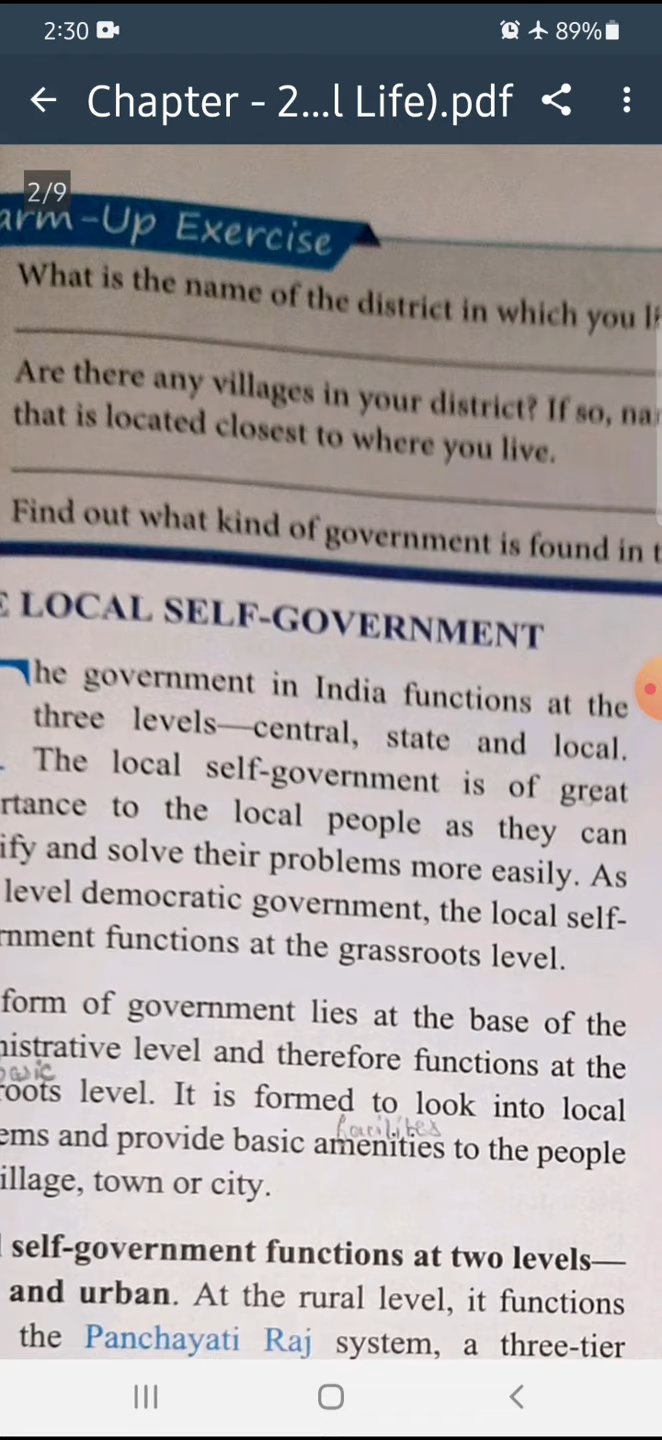 2:30
89%
Chapter - 2...l Life).pdf
2/9
arm-Up Exercise
What is the name of the district in which you li
Are there any villages in your district? If so, na
that is located closest to where you live.
Find out what kind of government is found in t
E LOCAL SELF-GOVERNMENT
The government in India functions at the
three levels—central, state and local.
The local self-government is of great
rtance to the local people as they can
ify and solve their problems more easily. As
level democratic government, the local self-
rnment functions at the grassroots level.
form of government lies at the base of the
nistrative level and therefore functions at the
basic
roots level. It is formed to look into local
facilites
ems and provide basic amenities to the people
illage, town or city.
l self-government functions at two levels—
and urban. At the rural level, it functions
the Panchayati Raj system, a three-tier